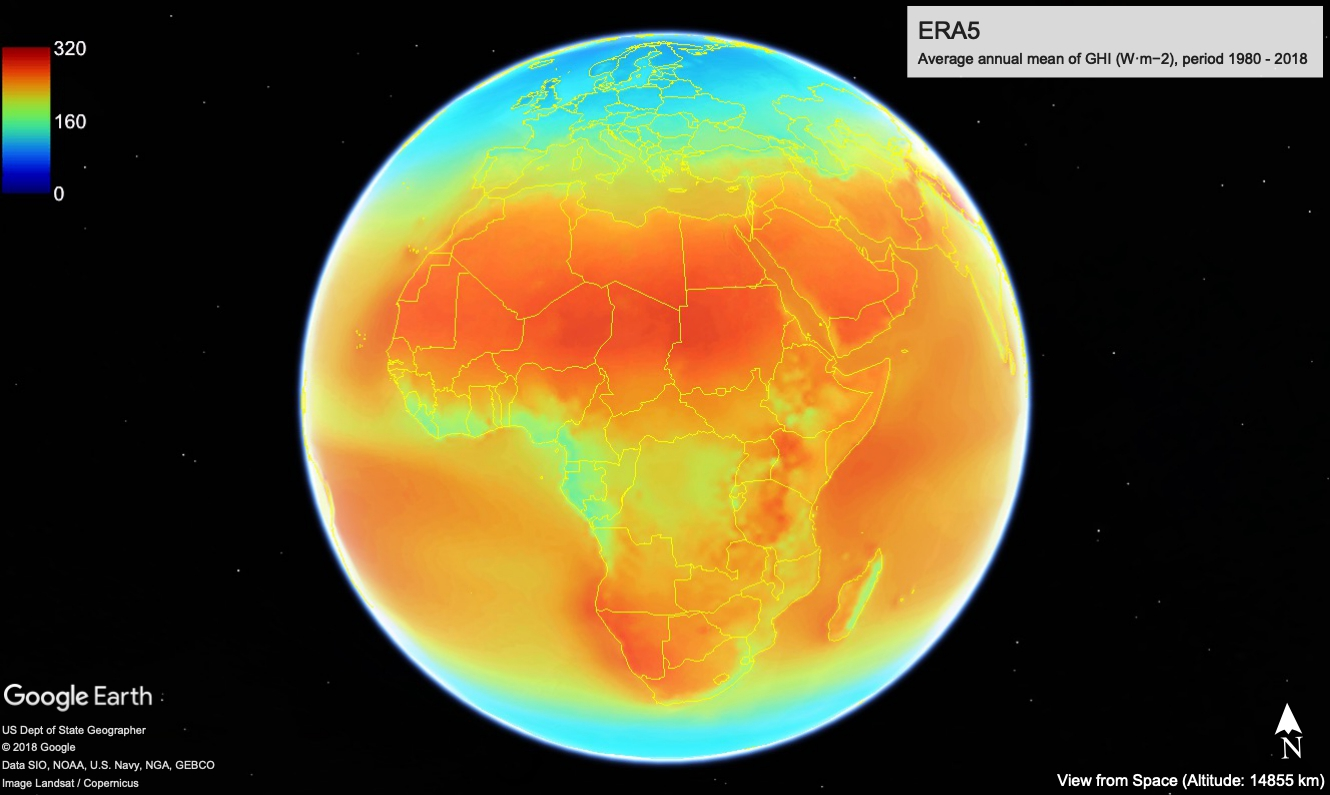 320
160
0
ERA5
Average annual mean of GHI (W·m−2), period 1980 - 2018
Google Earth
US Dept of State Geographer
© 2018 Google
Data SIO, NOAA, U.S. Navy, NGA, GEBCO
Image Landsat / Copernicus
N
View from Space (Altitude: 14855 km)